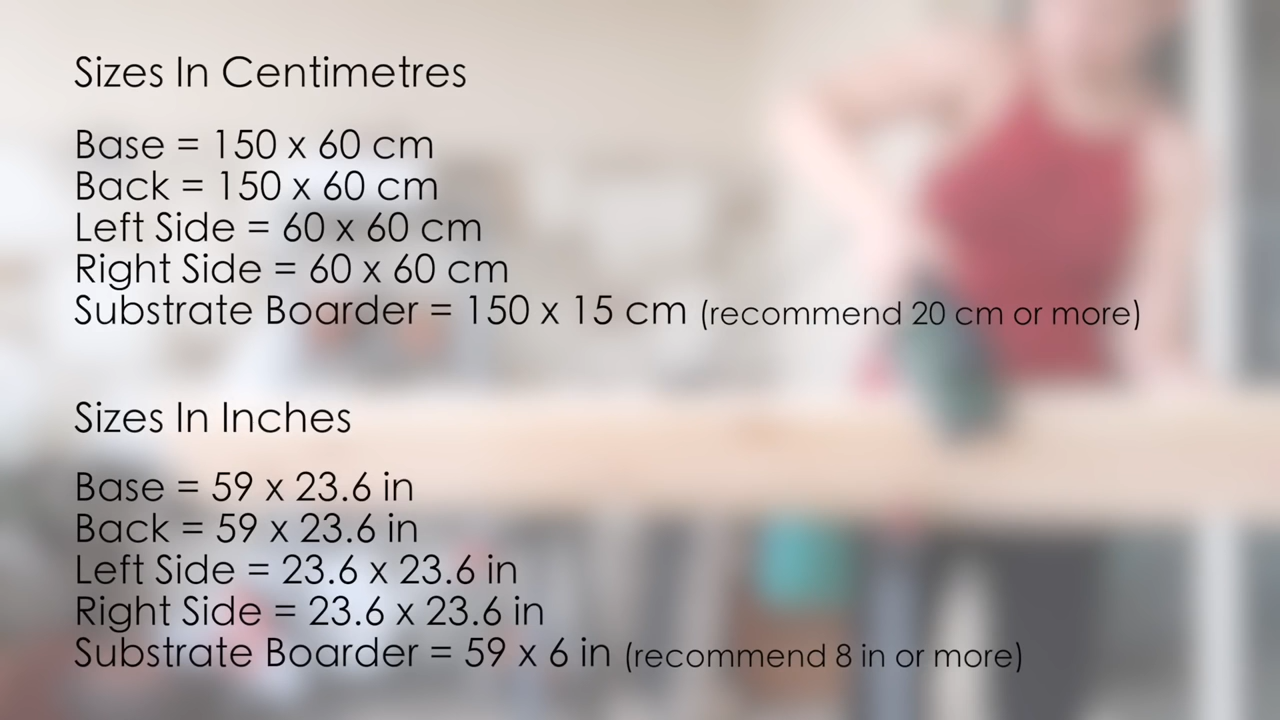 Sizes In Centimetres
Base = 150 x 60 cm
Back = 150 x 60 cm
Left Side = 60 x 60 cm
Right Side = 60 x 60 cm
Substrate Boarder = 150 x 15 cm (recommend 20 cm or more)
Sizes In Inches
Base = 59 x 23.6 in
Back = 59 x 23.6 in
Left Side = 23.6 x 23.6 in
Right Side = 23.6 x 23.6 in
Substrate Boarder = 59 x 6 in (recommend 8 in or more)